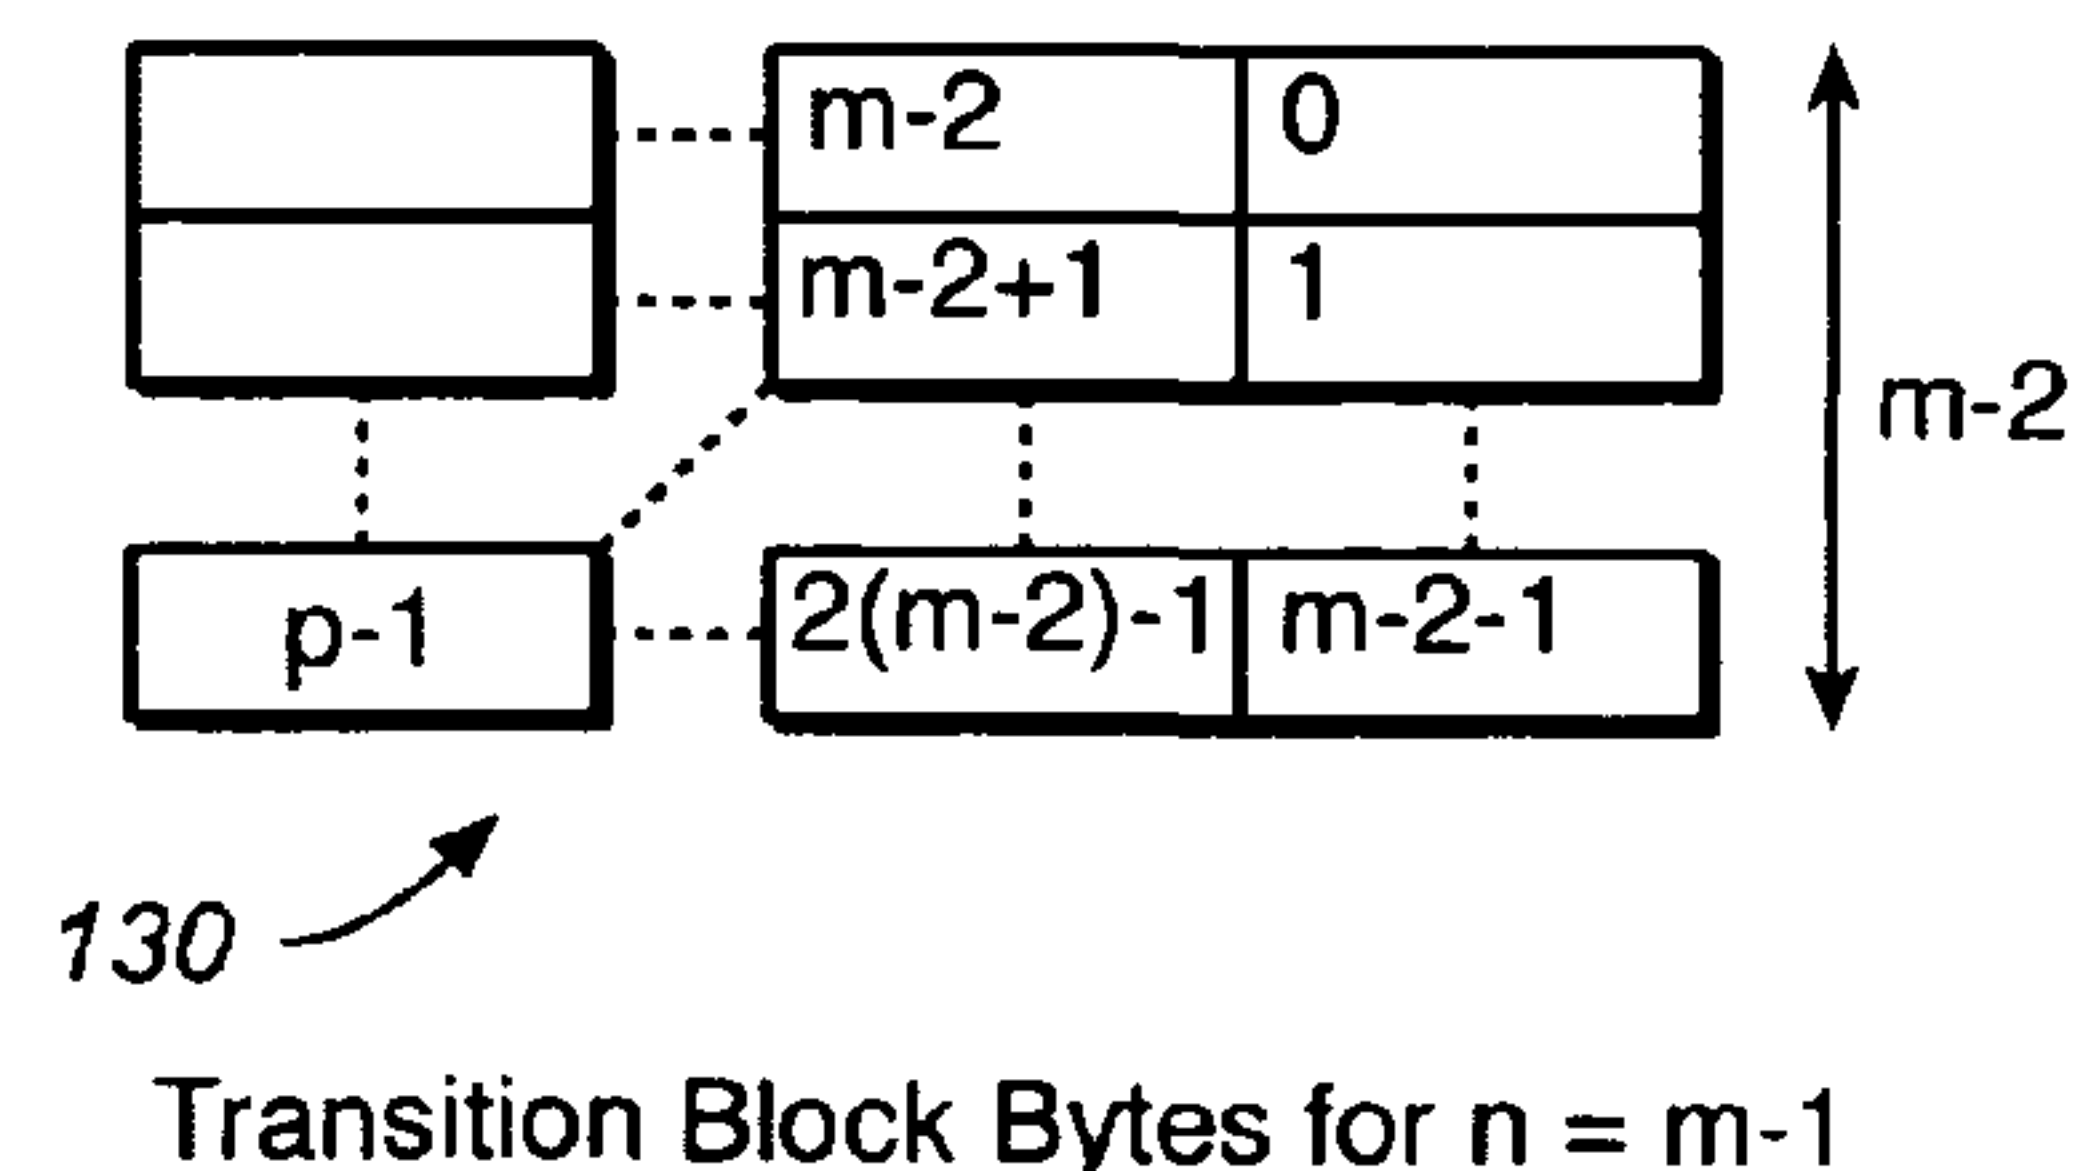 m-2 0
m-2+1 1
m-2
p-1 2(m-2)-1 m-2-1
130
Transition Block Bytes for n = m-1